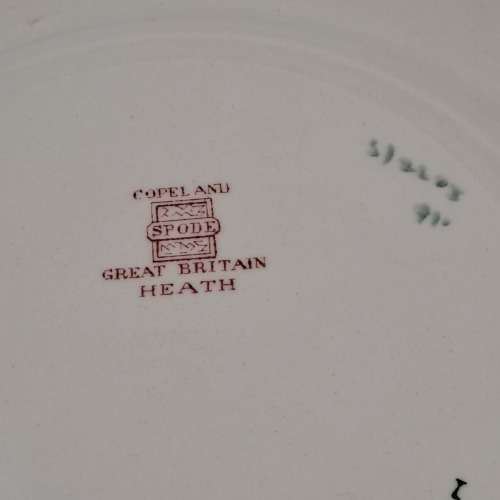 COPELAND
SPODE
GREAT BRITAIN
HEATH